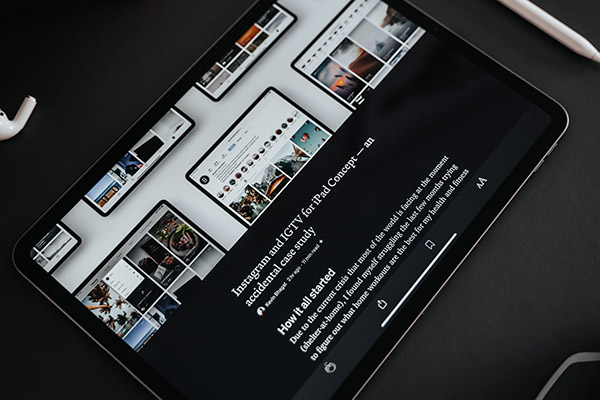 Instagram and IGTV for iPad Concept — an
accidental case study
2hr ago · 11 min read
How it all started
Due to the current crisis that most of the world is facing at the moment
(shelter-at-home), I found myself struggling the last few months trying
to figure out what home workouts are the best for my health and fitness
AA